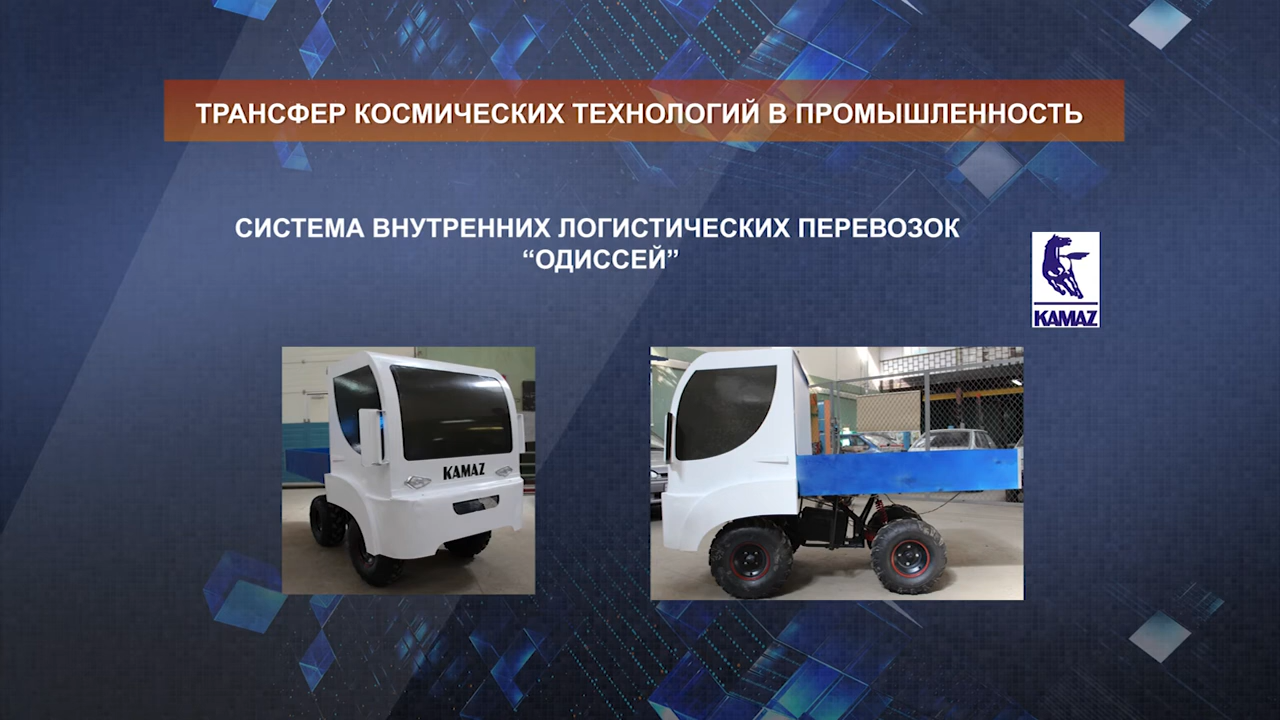 ТРАНСФЕР КОСМИЧЕСКИХ ТЕХНОЛОГИЙ В ПРОМЫШЛЕННОСТЬ
СИСТЕМА ВНУТРЕННИХ ЛОГИСТИЧЕСКИХ ПЕРЕВОЗОК
“ОДИССЕЙ”
KAMAZ
KAMAZ